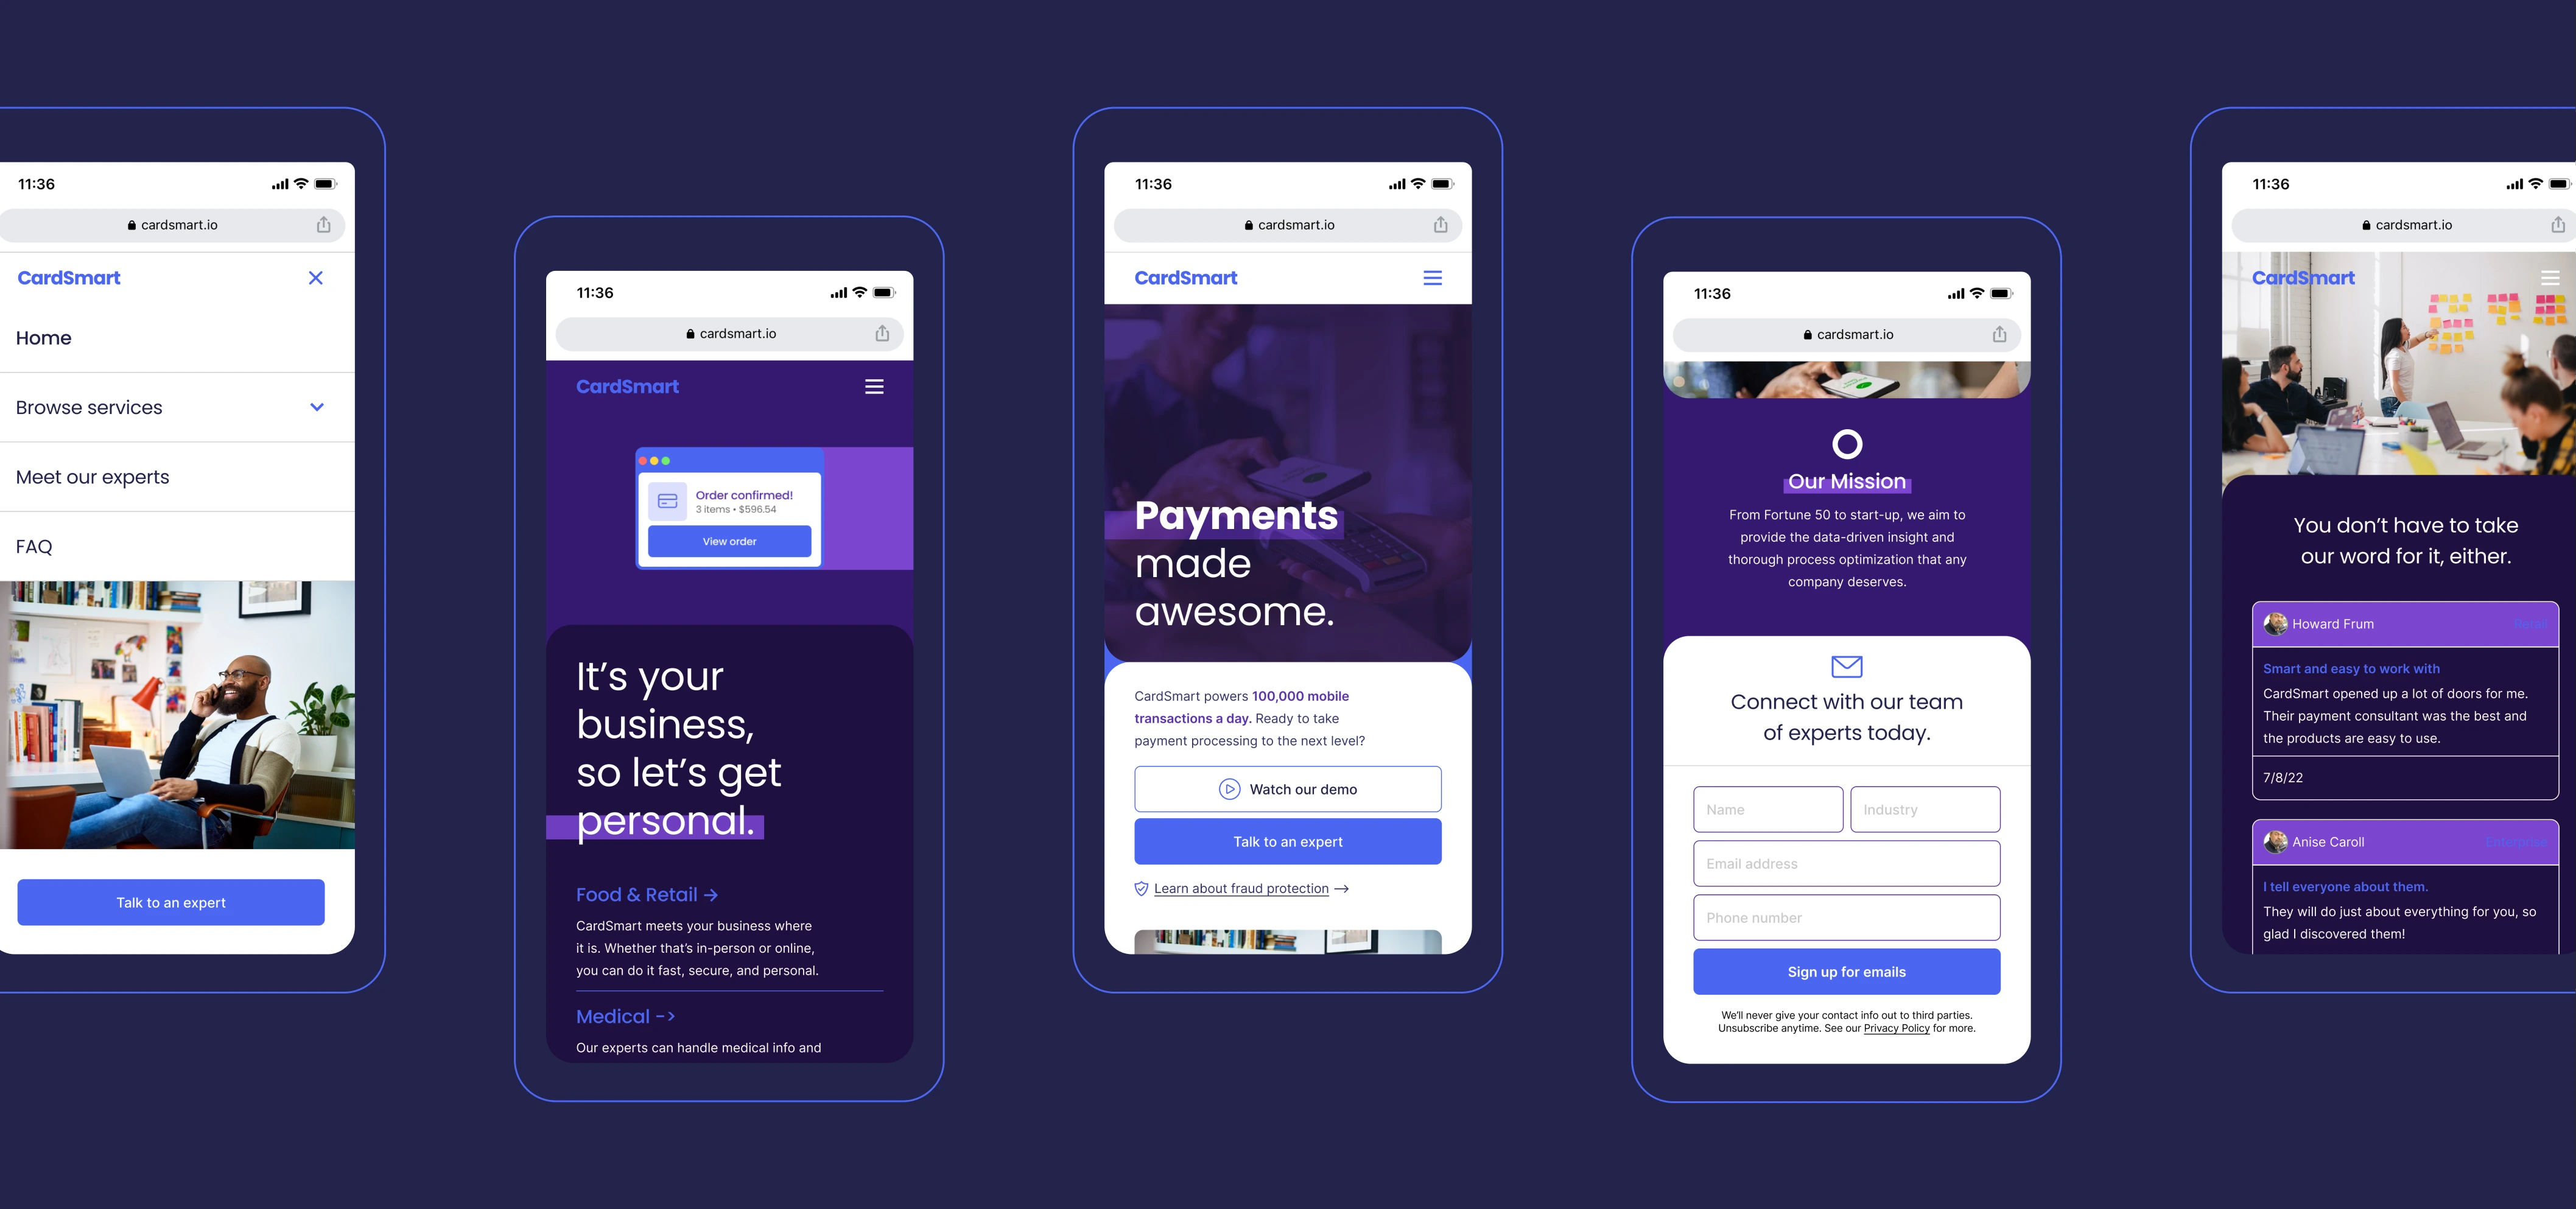 11:36
cardsmart.io
CardSmart
Home
Browse services
Meet our experts
FAQ
Talk to an expert
11:36
cardsmart.io
CardSmart
Order confirmed!
3 items • $596.54
View order
It's your
business,
so let's get
personal.
Food & Retail →
CardSmart meets your business where
it is. Whether that's in-person or online,
you can do it fast, secure, and personal.
Medical ->
Our experts can handle medical info and
11:36
cardsmart.io
CardSmart
Payments
made
awesome.
CardSmart powers 100,000 mobile
transactions a day. Ready to take
payment processing to the next level?
Watch our demo
Talk to an expert
Learn about fraud protection →
11:36
cardsmart.io
Our Mission
From Fortune 50 to start-up, we aim to
provide the data-driven insight and
thorough process optimization that any
company deserves.
Connect with our team
of experts today.
Name Industry
Email address
Phone number
Sign up for emails
We'll never give your contact info out to third parties.
Unsubscribe anytime. See our Privacy Policy for more.
11:36
cardsmart.io
CardSmart
You don't have to take
our word for it, either.
Howard Frum Retail
Smart and easy to work with
CardSmart opened up a lot of doors for me.
Their payment consultant was the best and
the products are easy to use.
7/8/22
Anise Caroll Enterprise
I tell everyone about them.
They will do just about everything for you, so
glad I discovered them!